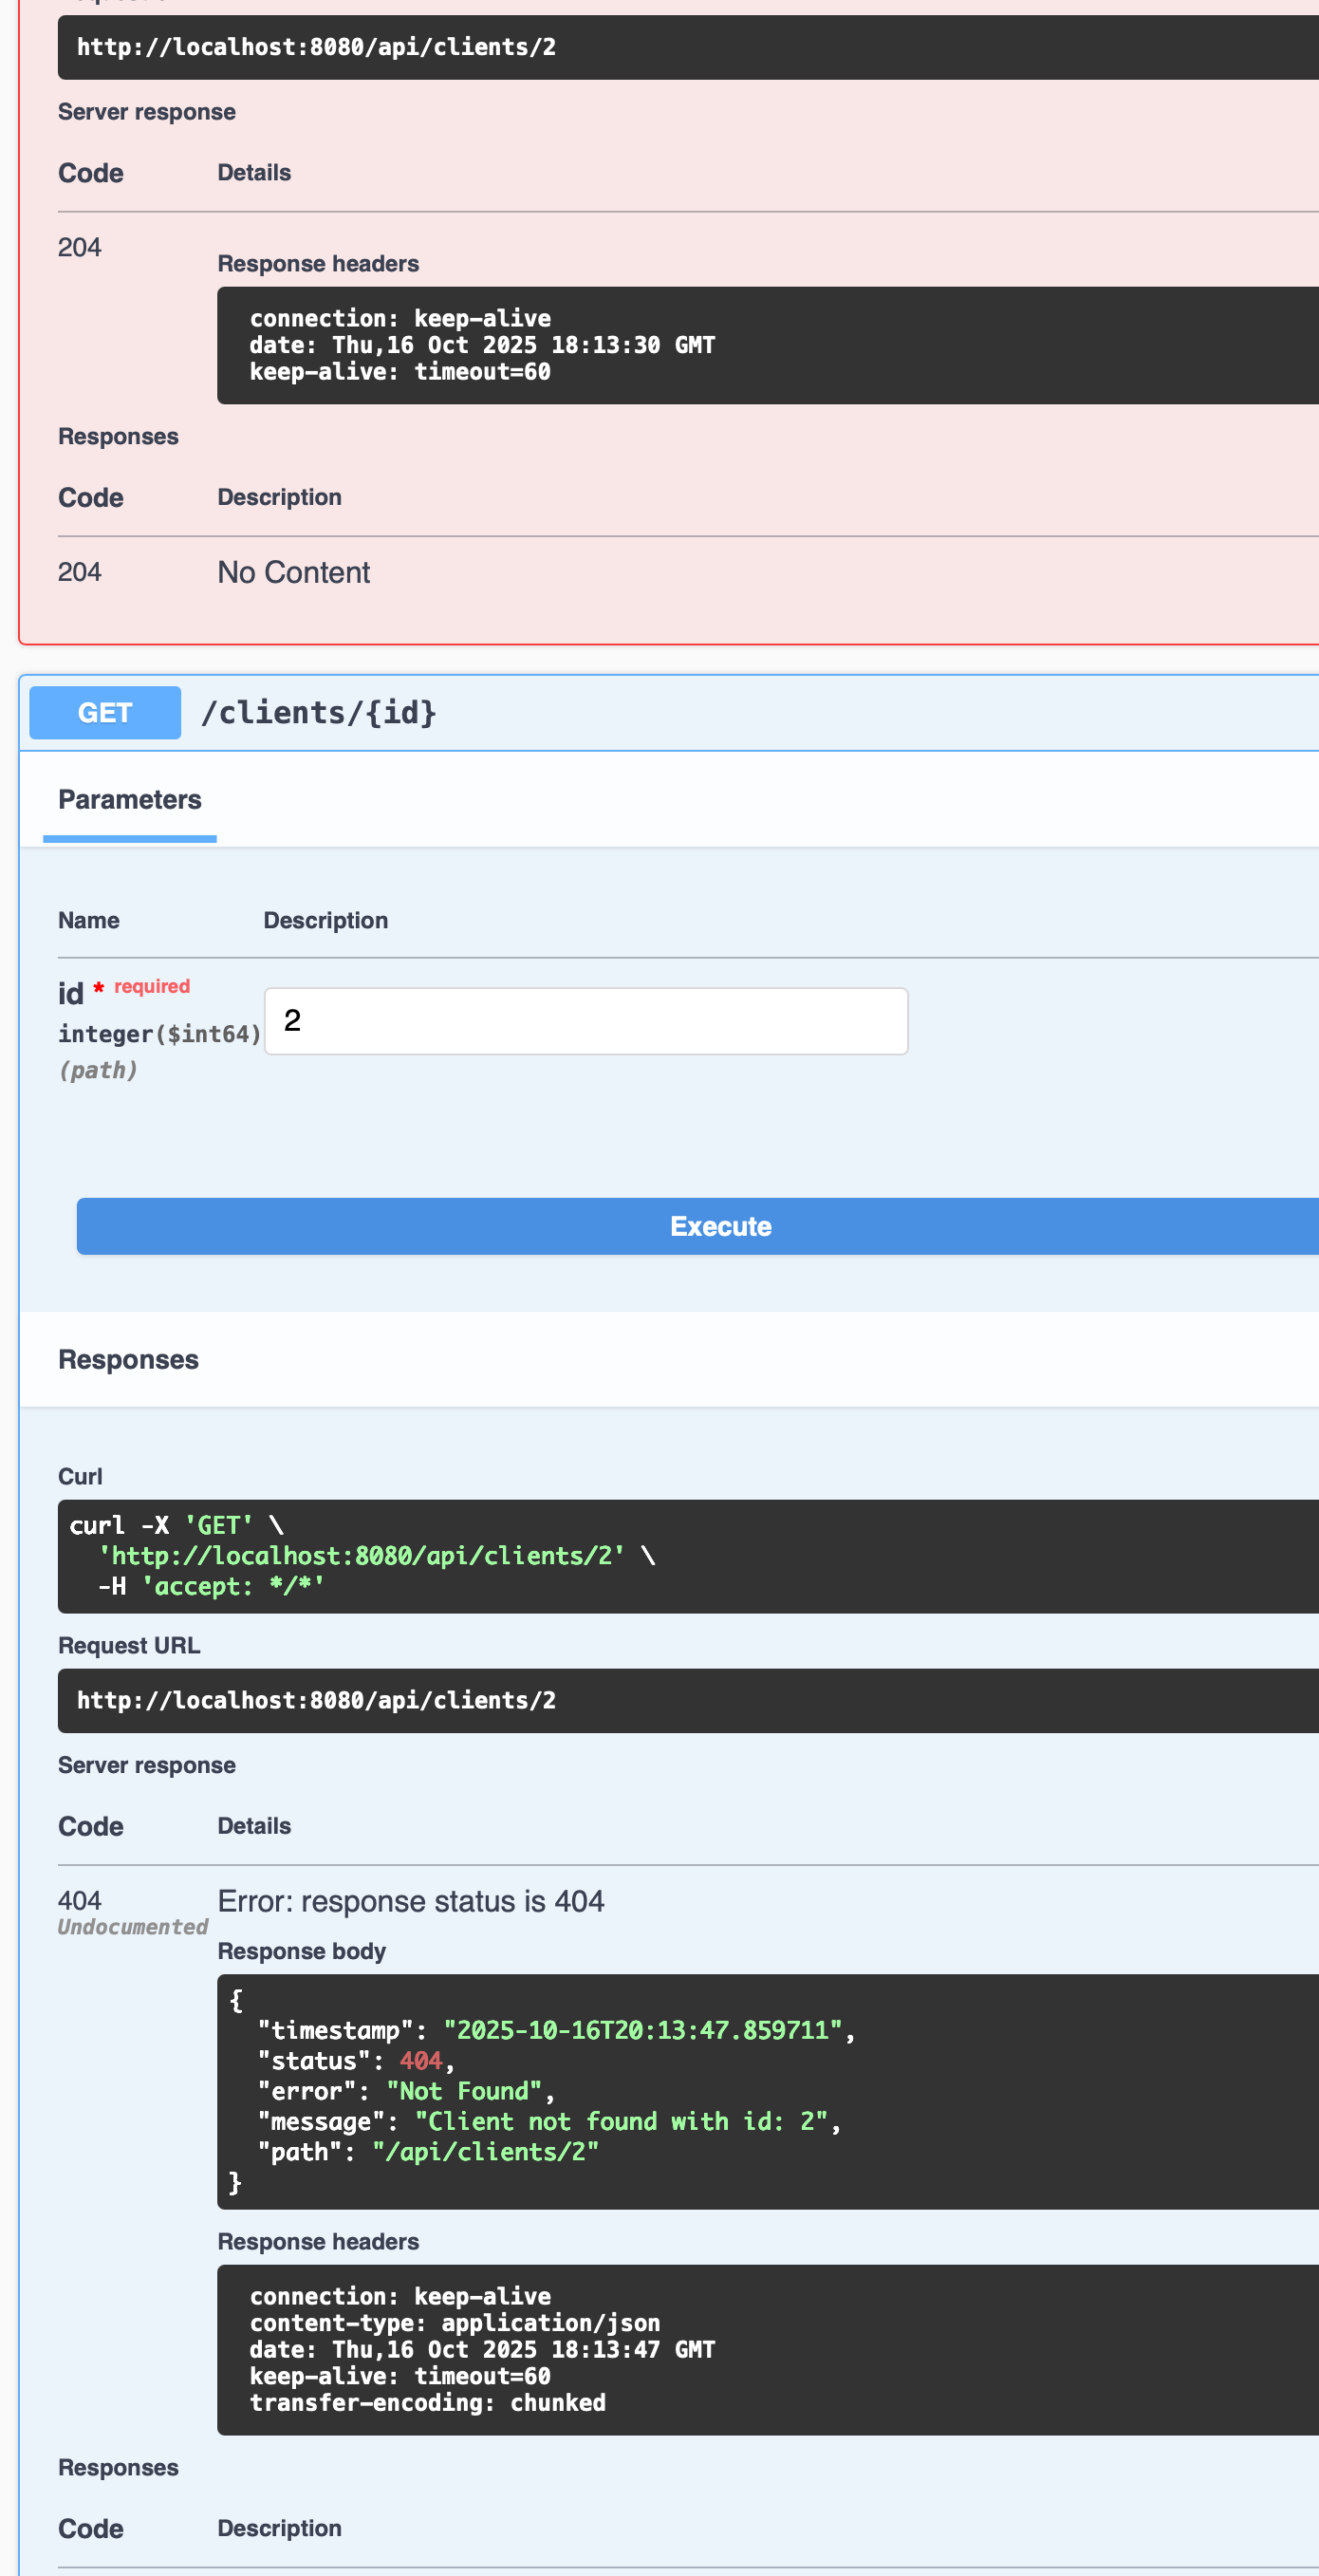 http://localhost:8080/api/clients/2
Server response
Code Details
204
Response headers
connection: keep-alive
date: Thu,16 Oct 2025 18:13:30 GMT
keep-alive: timeout=60
Responses
Code Description
204 No Content
GET /clients/{id}
Parameters
Name Description
id * required
2
integer($int64)
(path)
Execute
Responses
Curl
curl -X 'GET' \
'http://localhost:8080/api/clients/2' \
-H 'accept: */*'
Request URL
http://localhost:8080/api/clients/2
Server response
Code Details
404 Error: response status is 404
Undocumented
Response body
{
"timestamp": "2025-10-16T20:13:47.859711",
"status": 404,
"error": "Not Found",
"message": "Client not found with id: 2",
"path": "/api/clients/2"
}
Response headers
connection: keep-alive
content-type: application/json
date: Thu,16 Oct 2025 18:13:47 GMT
keep-alive: timeout=60
transfer-encoding: chunked
Responses
Code Description